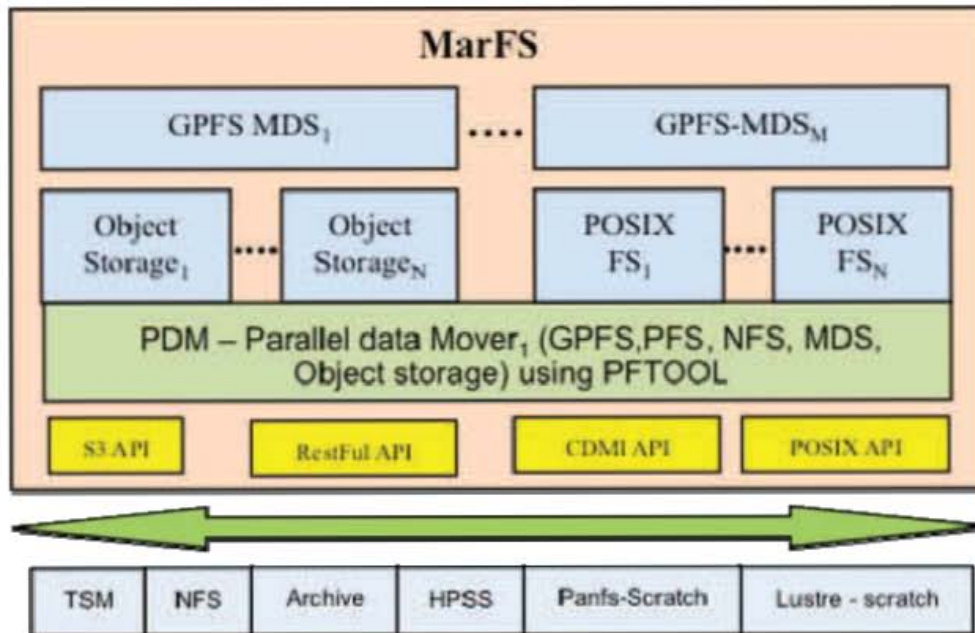 MarFS
GPFS MDS1 .... GPFS-MDSM
Object Storage1 .... Object StorageN POSIX FS1 .... POSIX FSN
PDM – Parallel data Mover1 (GPFS,PFS, NFS, MDS,
Object storage) using PFTOOL
S3 API RestFul API CDMI API POSIX API
TSM NFS Archive HPSS Panfs-Scratch Lustre - scratch